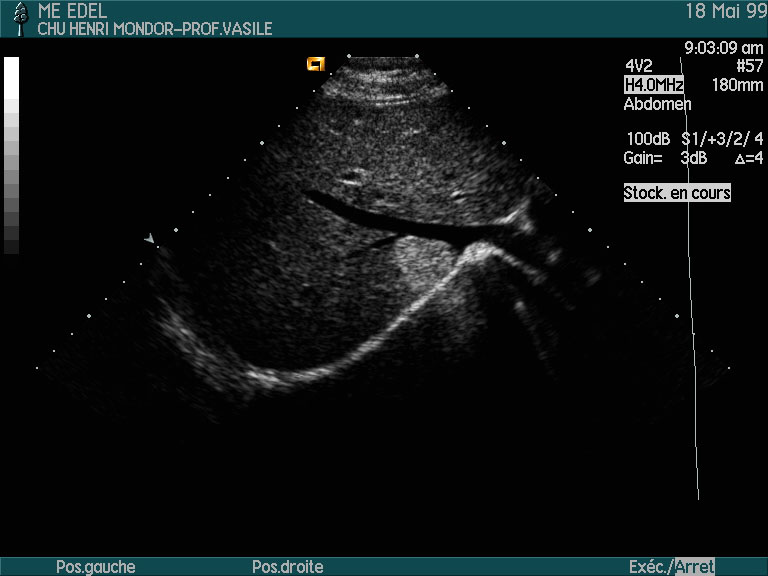 ME EDEL
18 Mai 99
CHU HENRI MONDOR-PROF.VASILE
9:03:09 am
4V2 #57
H4.0MHz 180mm
Abdomen
100dB S1/+3/2/ 4
Gain= 3dB Δ=4
Stock. en cours
Pos.gauche Pos.droite Exéc./Arret